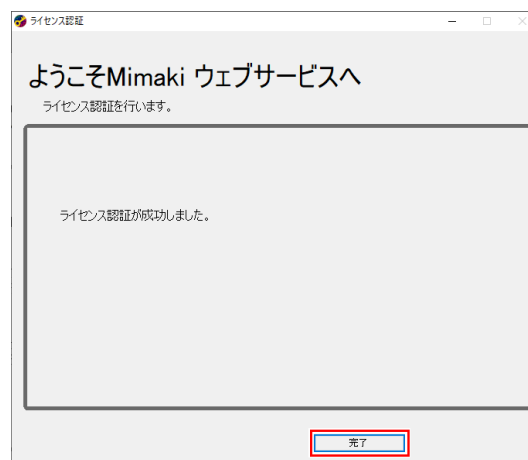 ライセンス認証
ようこそMimaki ウェブサービスへ
ライセンス認証を行います。
ライセンス認証が成功しました。
完了